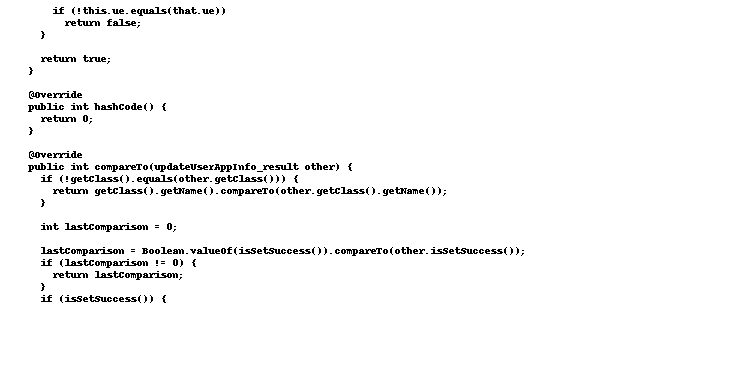 if (!this.ue.equals(that.ue))
      return false;
  }

  return true;
}

@Override
public int hashCode() {
  return 0;
}

@Override
public int compareTo(updateUserAppInfo_result other) {
  if (!getClass().equals(other.getClass())) {
    return getClass().getName().compareTo(other.getClass().getName());
  }

  int lastComparison = 0;

  lastComparison = Boolean.valueOf(isSetSuccess()).compareTo(other.isSetSuccess());
  if (lastComparison != 0) {
    return lastComparison;
  }
  if (isSetSuccess()) {